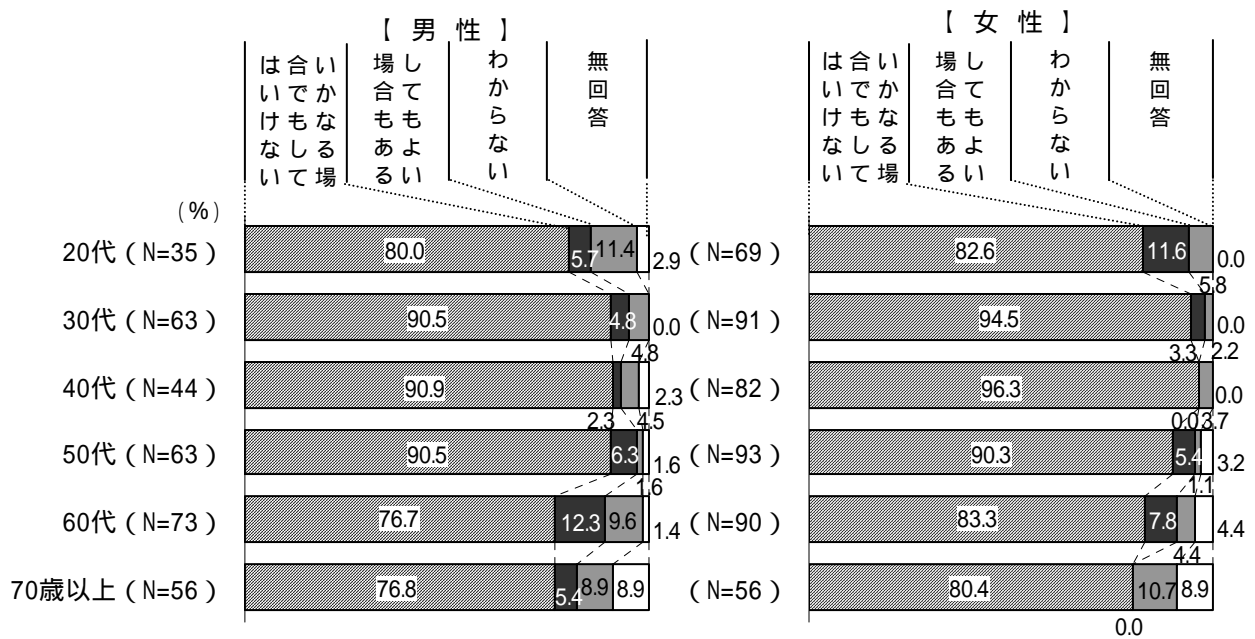 【 男 性 】
【 女 性 】
いかなる場合でもしてはいけない
してもよい場合もある
わからない
無回答
いかなる場合でもしてはいけない
してもよい場合もある
わからない
無回答
(%)
20代(N=35) 80.0 5.7 11.4 2.9 (N=69) 82.6 11.6 5.8 0.0
30代(N=63) 90.5 4.8 4.8 0.0 (N=91) 94.5 3.3 2.2 0.0
40代(N=44) 90.9 2.3 4.5 2.3 (N=82) 96.3 0.0 3.7 0.0
50代(N=63) 90.5 6.3 1.6 1.6 (N=93) 90.3 5.4 1.1 3.2
60代(N=73) 76.7 12.3 9.6 1.4 (N=90) 83.3 7.8 4.4 4.4
70歳以上(N=56) 76.8 5.4 8.9 8.9 (N=56) 80.4 0.0 10.7 8.9